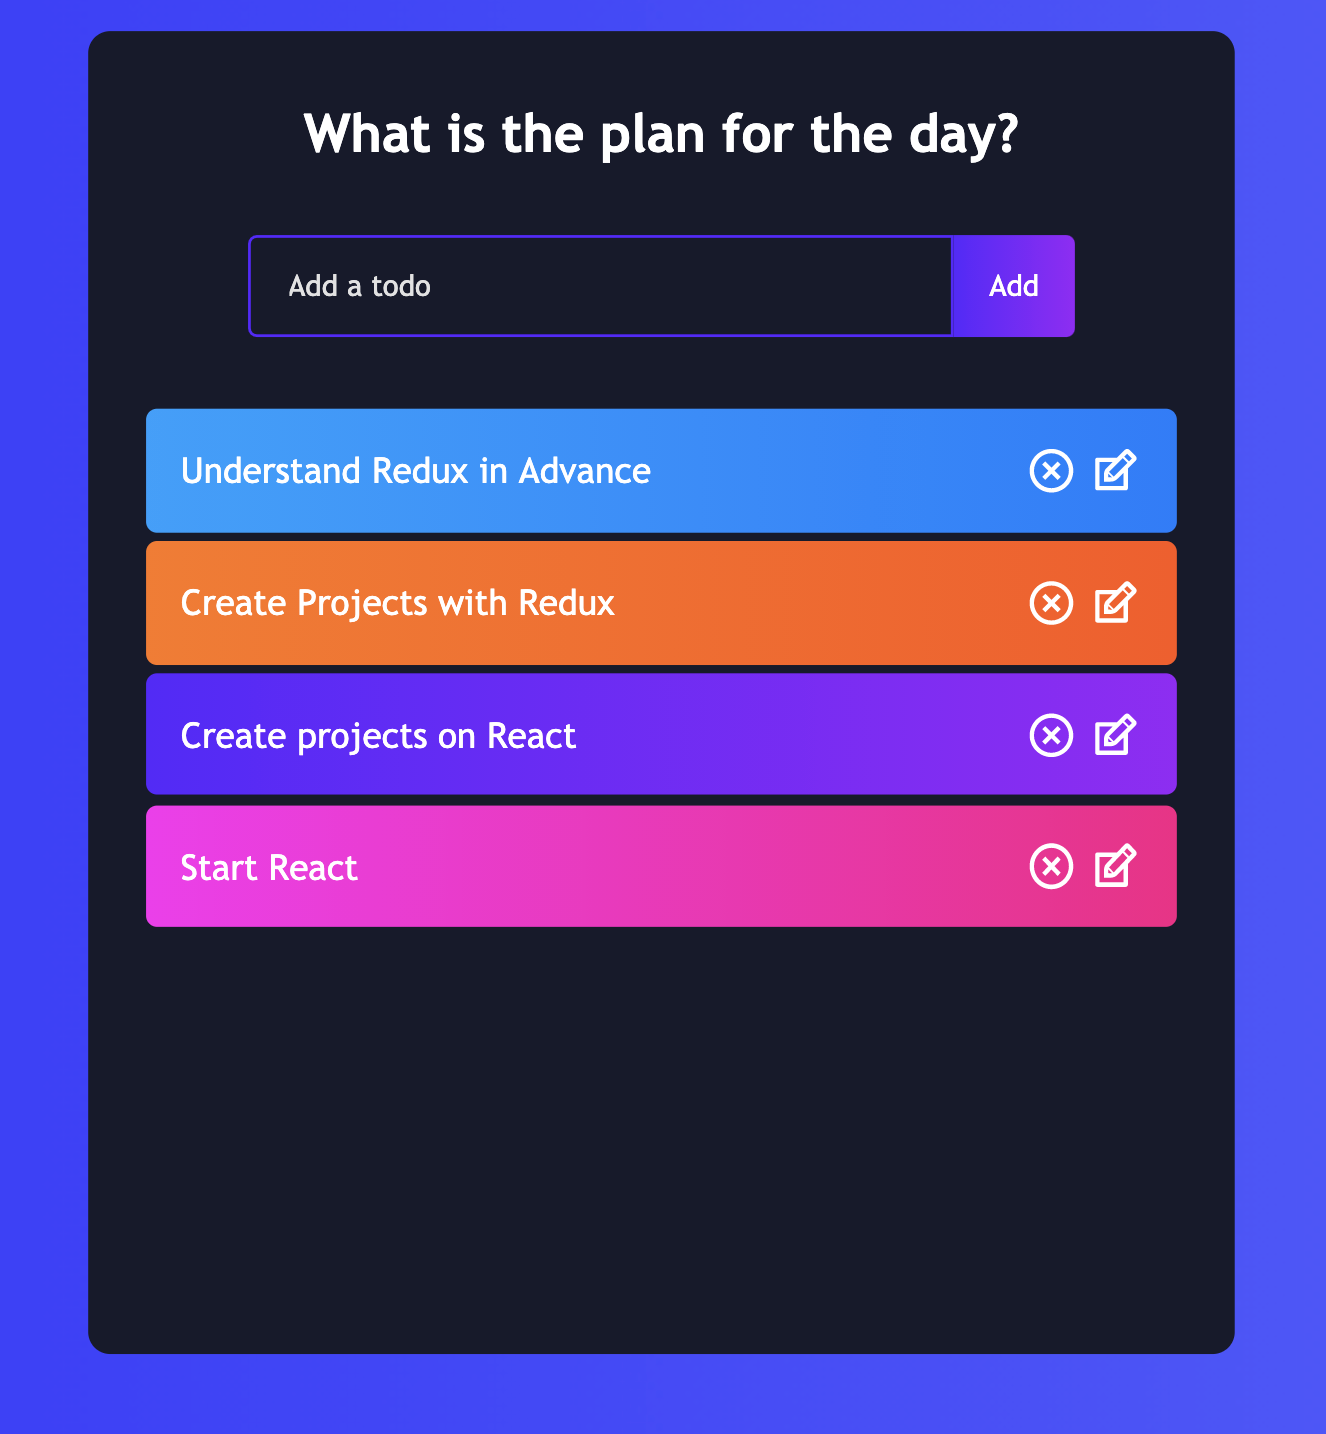 What is the plan for the day?
Add a todo
Add
Understand Redux in Advance
Create Projects with Redux
Create projects on React
Start React